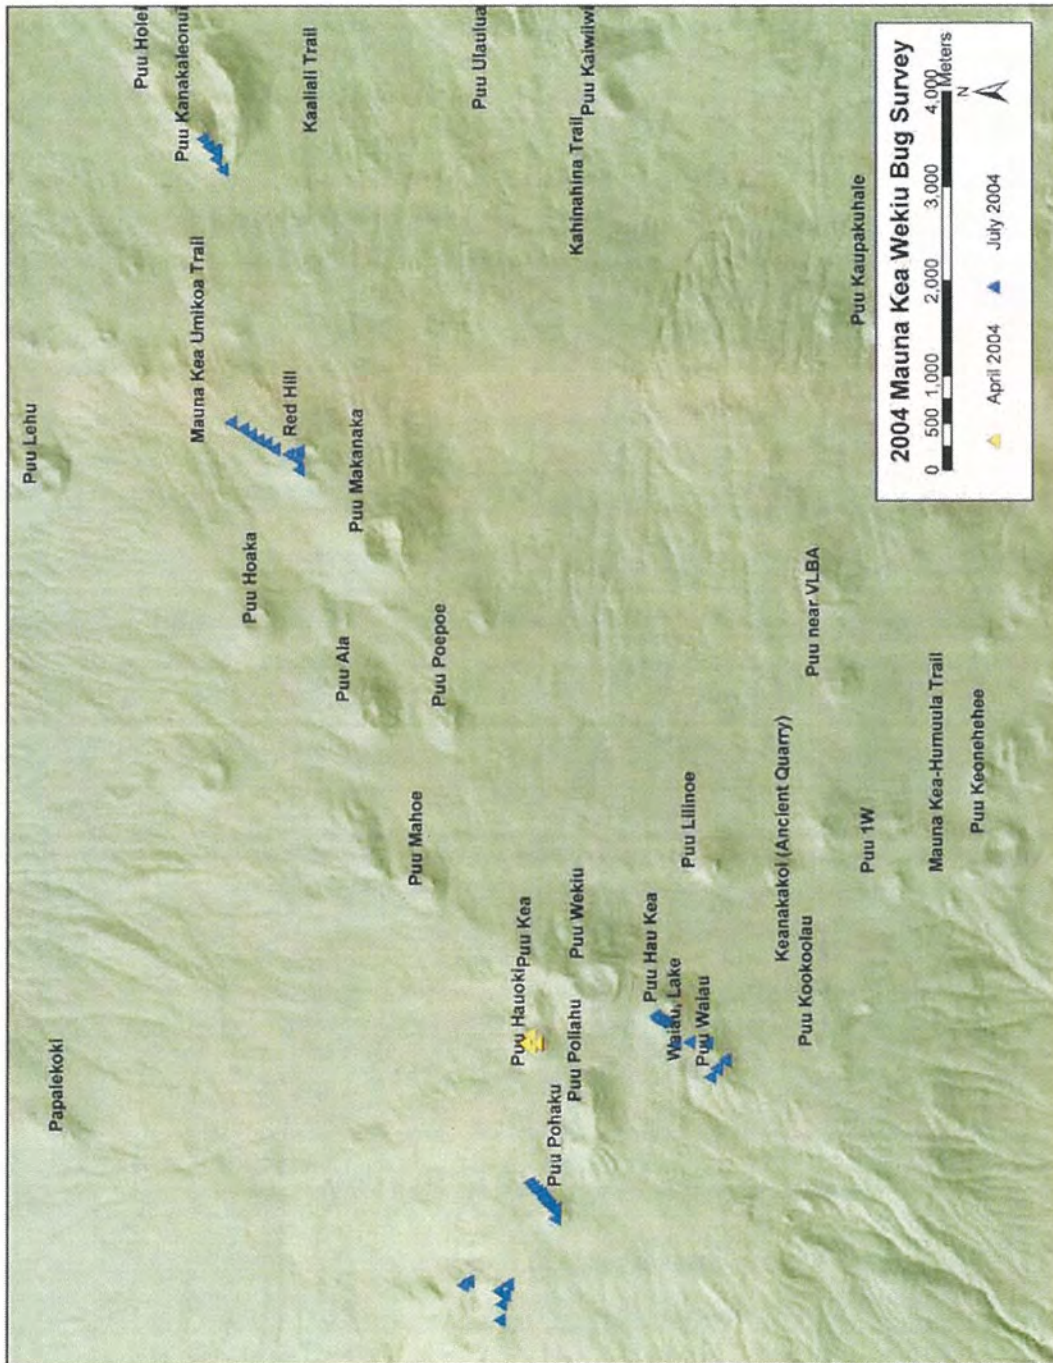 Puu Lehu
Papalekoki
Puu Holei
Puu Kanakaleonui
Mauna Kea Umikoa Trail
Puu Hoaka
Red Hill
Kaaliali Trail
Puu Ala
Puu Makanaka
Puu Mahoe
Puu Poepoe
Puu Ulaulua
Puu Hauoki
Puu Kea
Puu Pohaku
Puu Poliahu
Puu Wekiu
Kahinahina Trail
Puu Kaiwiiwi
Puu Hau Kea
Waiau, Lake
Puu Lilinoe
Puu Waiau
Keanakakoi (Ancient Quarry)
Puu Kookoolau
Puu near VLBA
Puu Kaupakuhale
Puu 1W
Mauna Kea-Humuula Trail
Puu Keonehehee
2004 Mauna Kea Wekiu Bug Survey
0 500 1,000 2,000 3,000 4,000
Meters
N
April 2004 July 2004